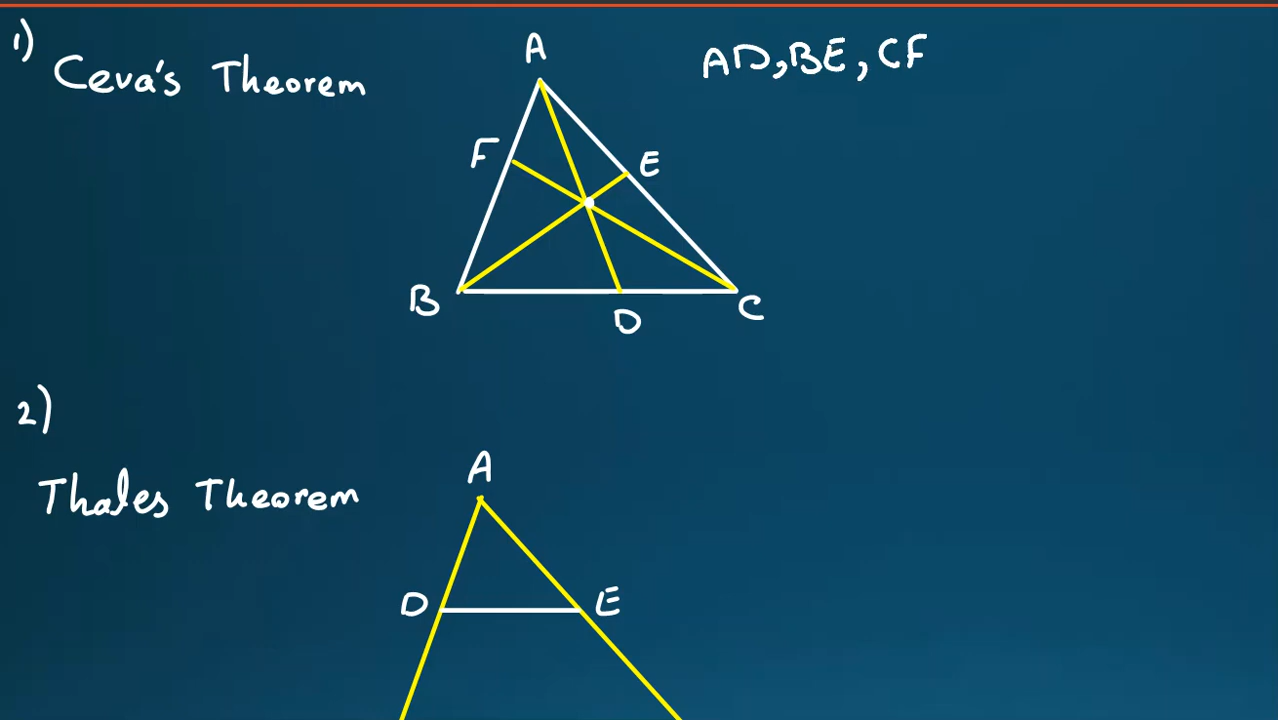 1)
Ceva's Theorem
A
AD, BE, CF
F
E
B
D
C
2)
Thales Theorem
A
D
E